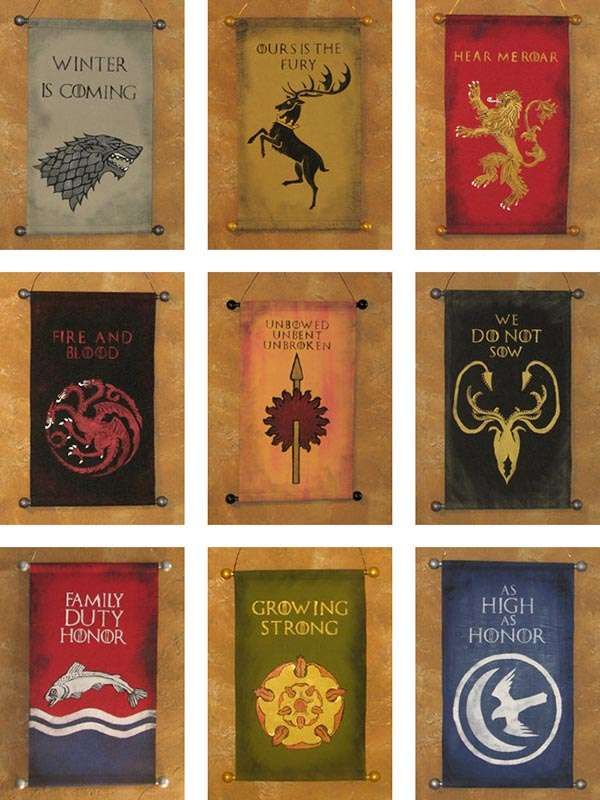 WINTER
IS COMING
OURS IS THE
FURY
HEAR ME ROAR
FIRE AND
BLOOD
UNBOWED
UNBENT
UNBROKEN
WE
DO NOT
SOW
FAMILY
DUTY
HONOR
GROWING
STRONG
AS
HIGH
AS
HONOR